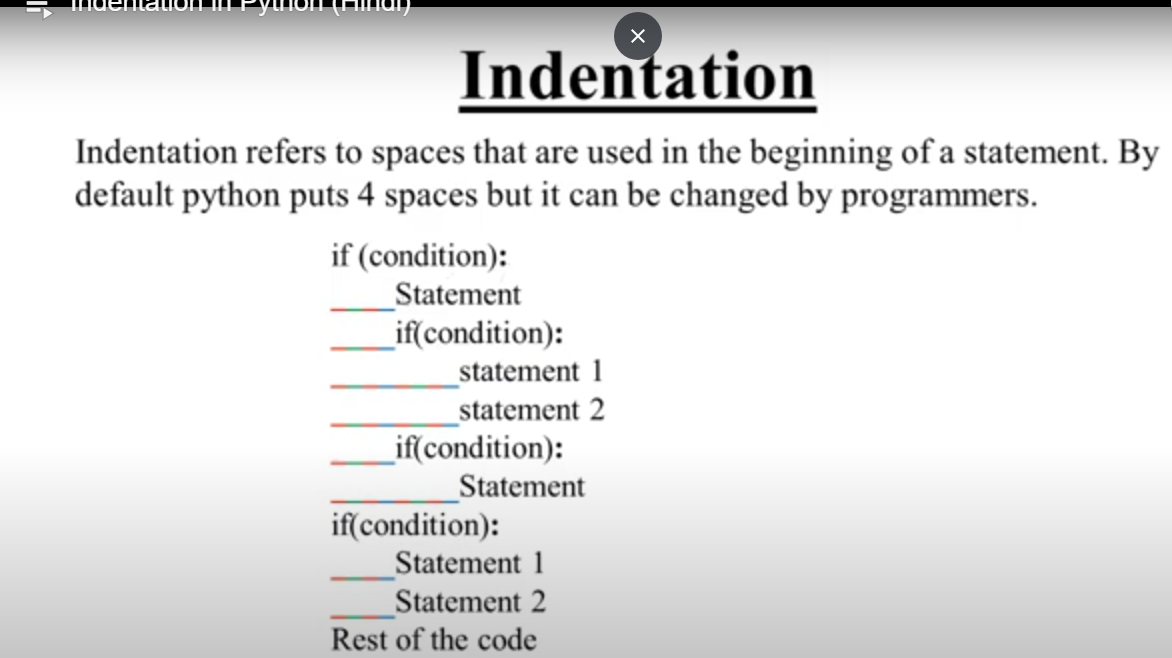 Indentation in Python (Hindi)
Indentation
Indentation refers to spaces that are used in the beginning of a statement. By
default python puts 4 spaces but it can be changed by programmers.
if (condition):
____Statement
____if(condition):
________statement 1
________statement 2
____if(condition):
________Statement
if(condition):
____Statement 1
____Statement 2
Rest of the code